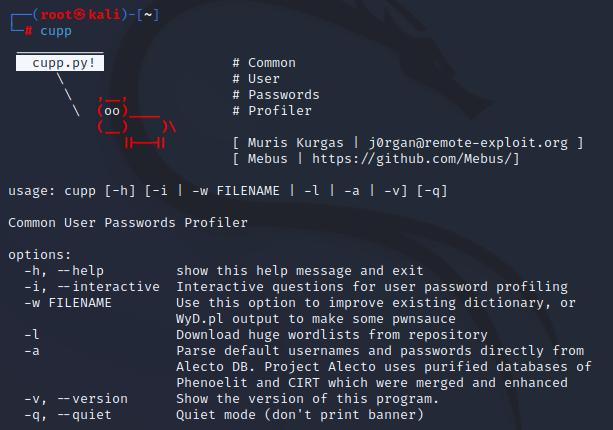 ┌──(root㉿kali)-[~]
└─# cupp
 ___________
   cupp.py!                 # Common
      \                     # User
       \   ,__,             # Passwords
        \  (oo)____         # Profiler
           (__)    )\
              ||--||        [ Muris Kurgas | j0rgan@remote-exploit.org ]
                            [ Mebus | https://github.com/Mebus/]

usage: cupp [-h] [-i | -w FILENAME | -l | -a | -v] [-q]

Common User Passwords Profiler

options:
  -h, --help         show this help message and exit
  -i, --interactive  Interactive questions for user password profiling
  -w FILENAME        Use this option to improve existing dictionary, or
                     WyD.pl output to make some pwnsauce
  -l                 Download huge wordlists from repository
  -a                 Parse default usernames and passwords directly from
                     Alecto DB. Project Alecto uses purified databases of
                     Phenoelit and CIRT which were merged and enhanced
  -v, --version      Show the version of this program.
  -q, --quiet        Quiet mode (don't print banner)